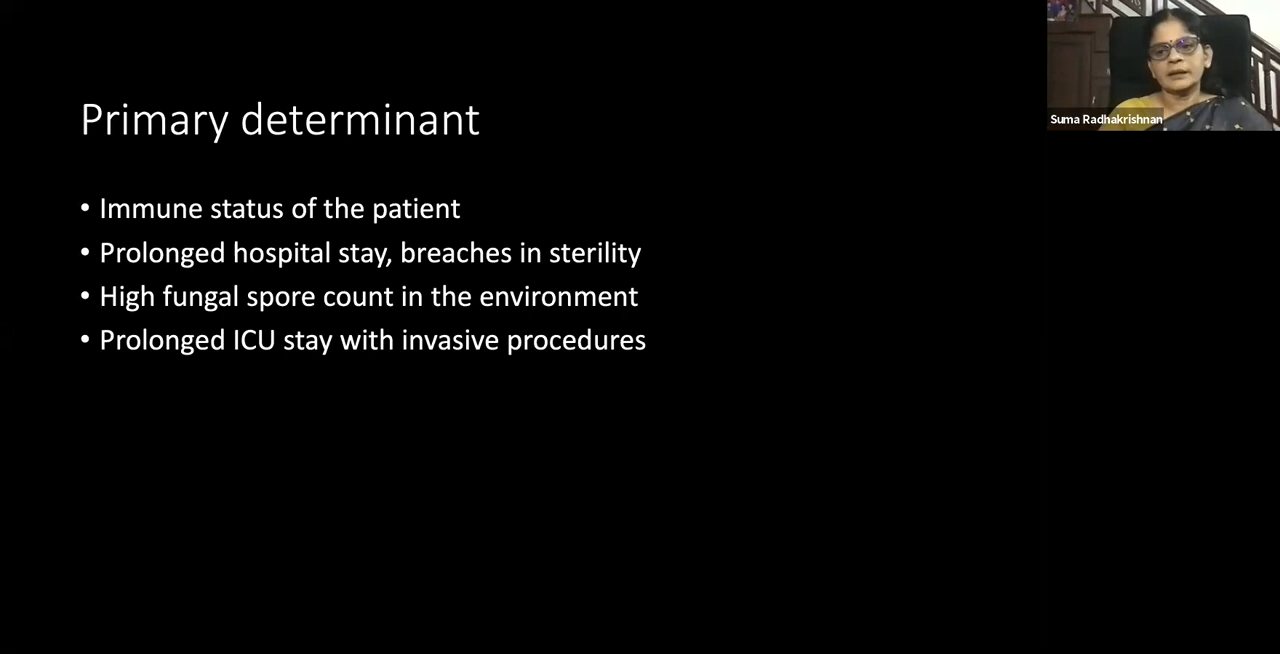 Primary determinant
• Immune status of the patient
• Prolonged hospital stay, breaches in sterility
• High fungal spore count in the environment
• Prolonged ICU stay with invasive procedures
Suma Radhakrishnan